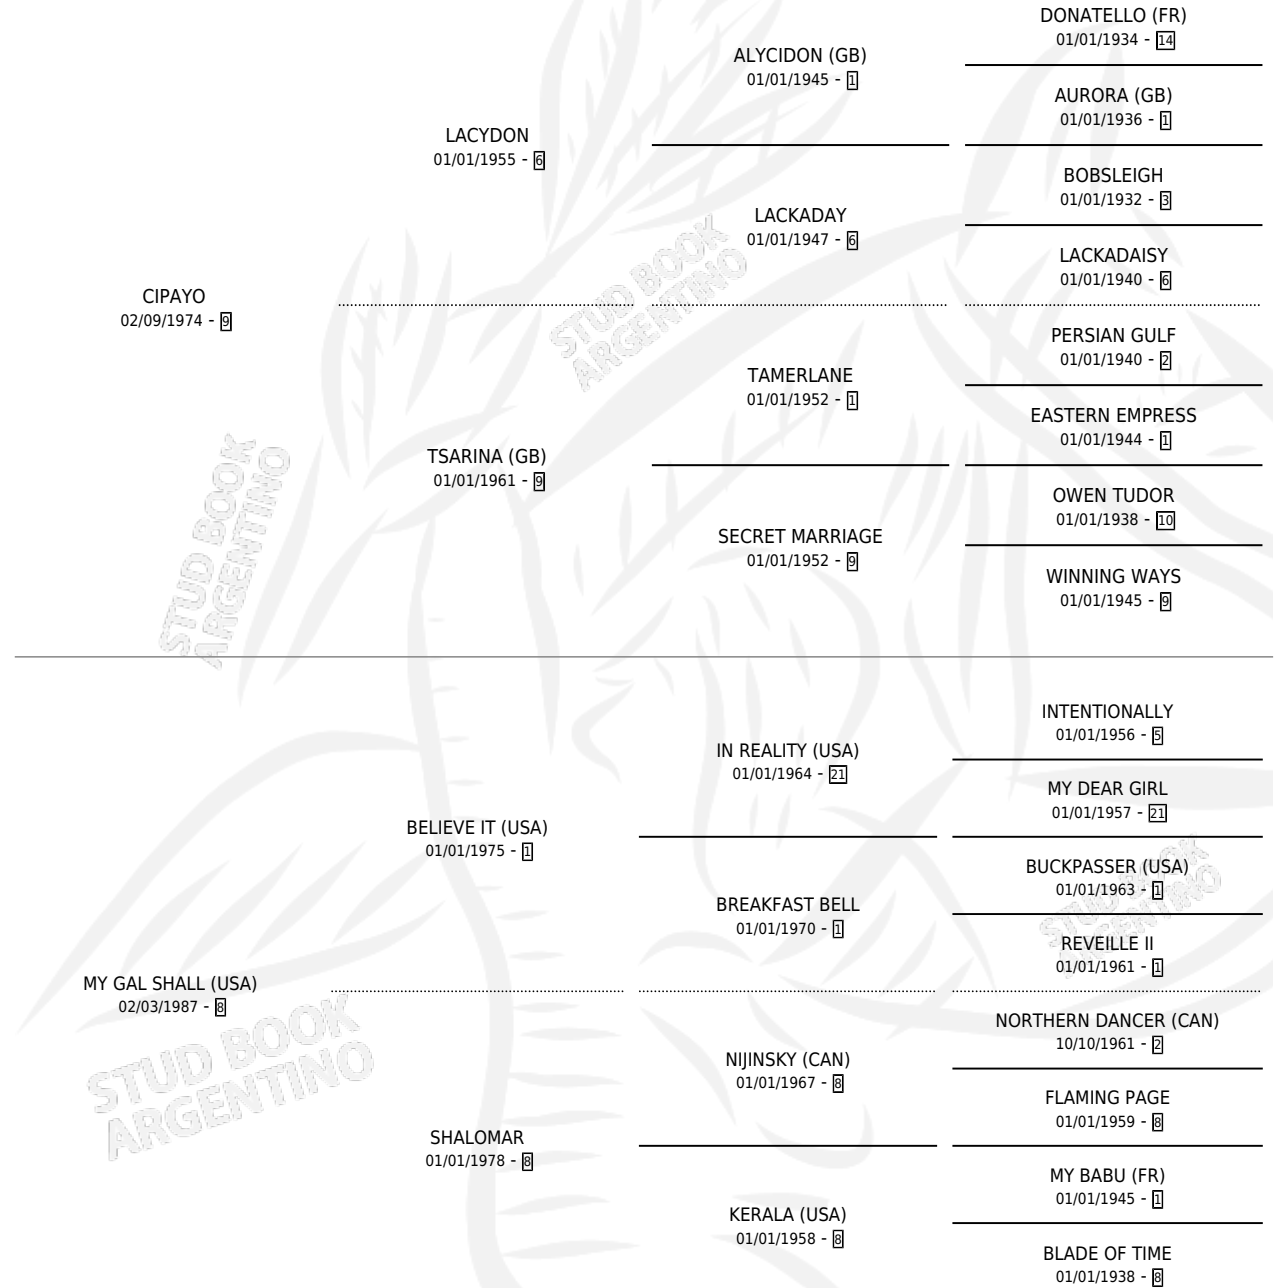 DONATELLO (FR)
01/01/1934 - 14
ALYCIDON (GB)
01/01/1945 - 1
AURORA (GB)
01/01/1936 - 1
LACYDON
01/01/1955 - 6
BOBSLEIGH
01/01/1932 - 3
LACKADAY
01/01/1947 - 6
LACKADAISY
01/01/1940 - 6
CIPAYO
02/09/1974 - 9
STUD BOOK
ARGENTINO
PERSIAN GULF
01/01/1940 - 2
TAMERLANE
01/01/1952 - 1
EASTERN EMPRESS
01/01/1944 - 1
TSARINA (GB)
01/01/1961 - 9
OWEN TUDOR
01/01/1938 - 10
SECRET MARRIAGE
01/01/1952 - 9
WINNING WAYS
01/01/1945 - 9
STUD BOOK
ARGENTINO
INTENTIONALLY
01/01/1956 - 5
IN REALITY (USA)
01/01/1964 - 21
MY DEAR GIRL
01/01/1957 - 21
BELIEVE IT (USA)
01/01/1975 - 1
BUCKPASSER (USA)
01/01/1963 - 1
BREAKFAST BELL
01/01/1970 - 1
REVEILLE II
01/01/1961 - 1
STUD BOOK
ARGENTINO
MY GAL SHALL (USA)
02/03/1987 - 8
NORTHERN DANCER (CAN)
10/10/1961 - 2
NIJINSKY (CAN)
01/01/1967 - 8
FLAMING PAGE
01/01/1959 - 8
STUD BOOK
ARGENTINO
SHALOMAR
01/01/1978 - 8
MY BABU (FR)
01/01/1945 - 1
KERALA (USA)
01/01/1958 - 8
BLADE OF TIME
01/01/1938 - 8